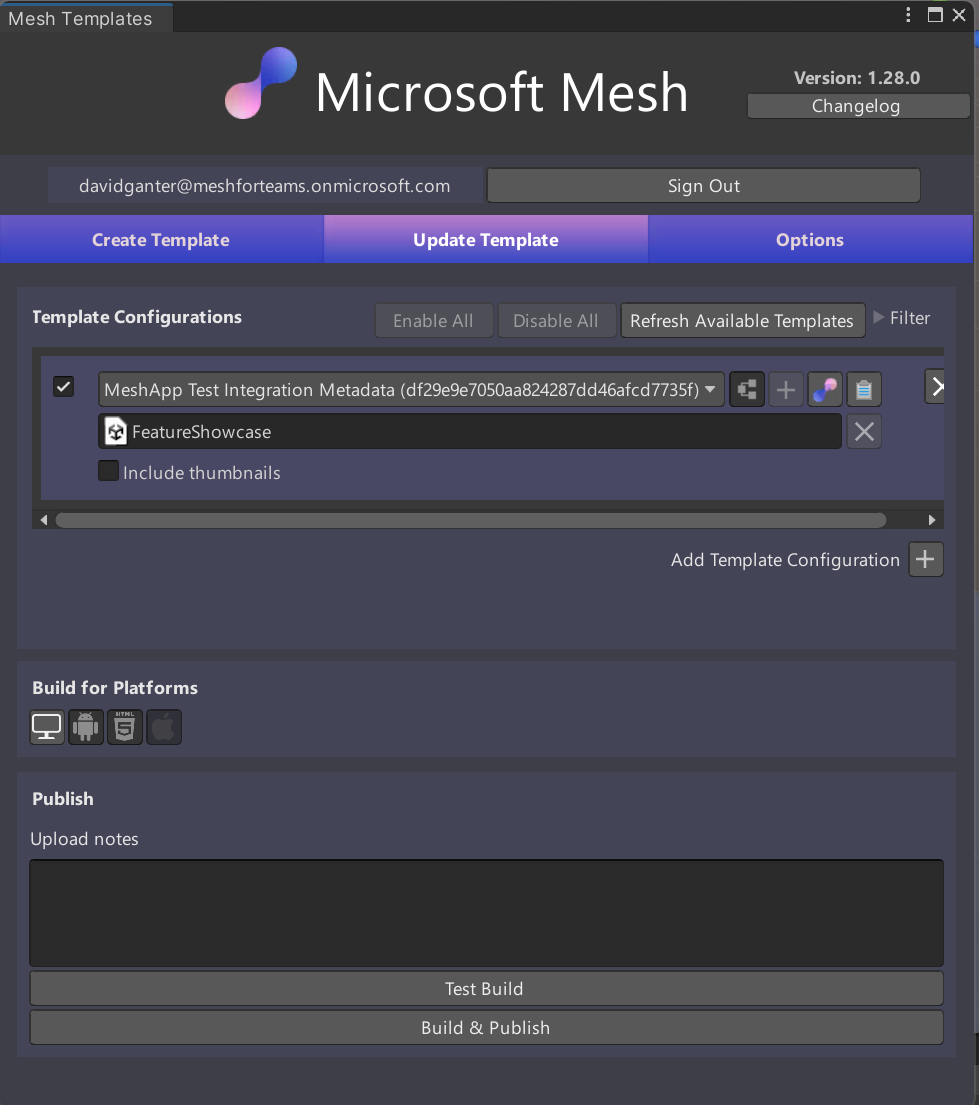 Mesh Templates
Microsoft Mesh
Version: 1.28.0
Changelog
davidganter@meshforteams.onmicrosoft.com Sign Out
Create Template Update Template Options
Template Configurations Enable All Disable All Refresh Available Templates Filter
MeshApp Test Integration Metadata (df29e9e7050aa824287dd46afcd7735f)
FeatureShowcase
Include thumbnails
Add Template Configuration
Build for Platforms
HTML
5
Publish
Upload notes
Test Build
Build & Publish